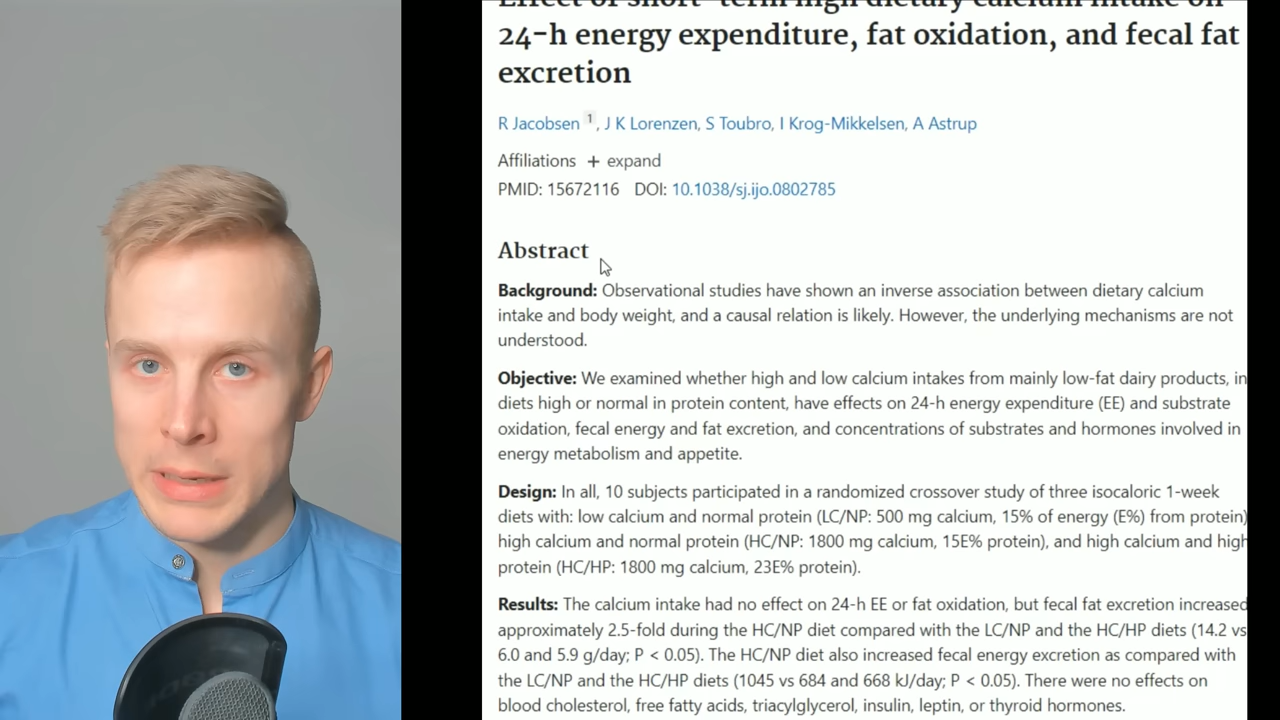 Effect of short-term high dietary calcium intake on
24-h energy expenditure, fat oxidation, and fecal fat
excretion
R Jacobsen 1, J K Lorenzen, S Toubro, I Krog-Mikkelsen, A Astrup
Affiliations + expand
PMID: 15672116 DOI: 10.1038/sj.ijo.0802785
Abstract
Background: Observational studies have shown an inverse association between dietary calcium
intake and body weight, and a causal relation is likely. However, the underlying mechanisms are not
understood.
Objective: We examined whether high and low calcium intakes from mainly low-fat dairy products, in
diets high or normal in protein content, have effects on 24-h energy expenditure (EE) and substrate
oxidation, fecal energy and fat excretion, and concentrations of substrates and hormones involved in
energy metabolism and appetite.
Design: In all, 10 subjects participated in a randomized crossover study of three isocaloric 1-week
diets with: low calcium and normal protein (LC/NP: 500 mg calcium, 15% of energy (E%) from protein)
high calcium and normal protein (HC/NP: 1800 mg calcium, 15E% protein), and high calcium and high
protein (HC/HP: 1800 mg calcium, 23E% protein).
Results: The calcium intake had no effect on 24-h EE or fat oxidation, but fecal fat excretion increased
approximately 2.5-fold during the HC/NP diet compared with the LC/NP and the HC/HP diets (14.2 vs
6.0 and 5.9 g/day; P < 0.05). The HC/NP diet also increased fecal energy excretion as compared with
the LC/NP and the HC/HP diets (1045 vs 684 and 668 kJ/day; P < 0.05). There were no effects on
blood cholesterol, free fatty acids, triacylglycerol, insulin, leptin, or thyroid hormones.